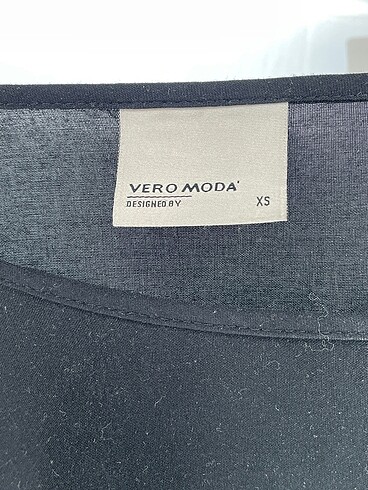 VERO MODA'
DESIGNED BY
XS